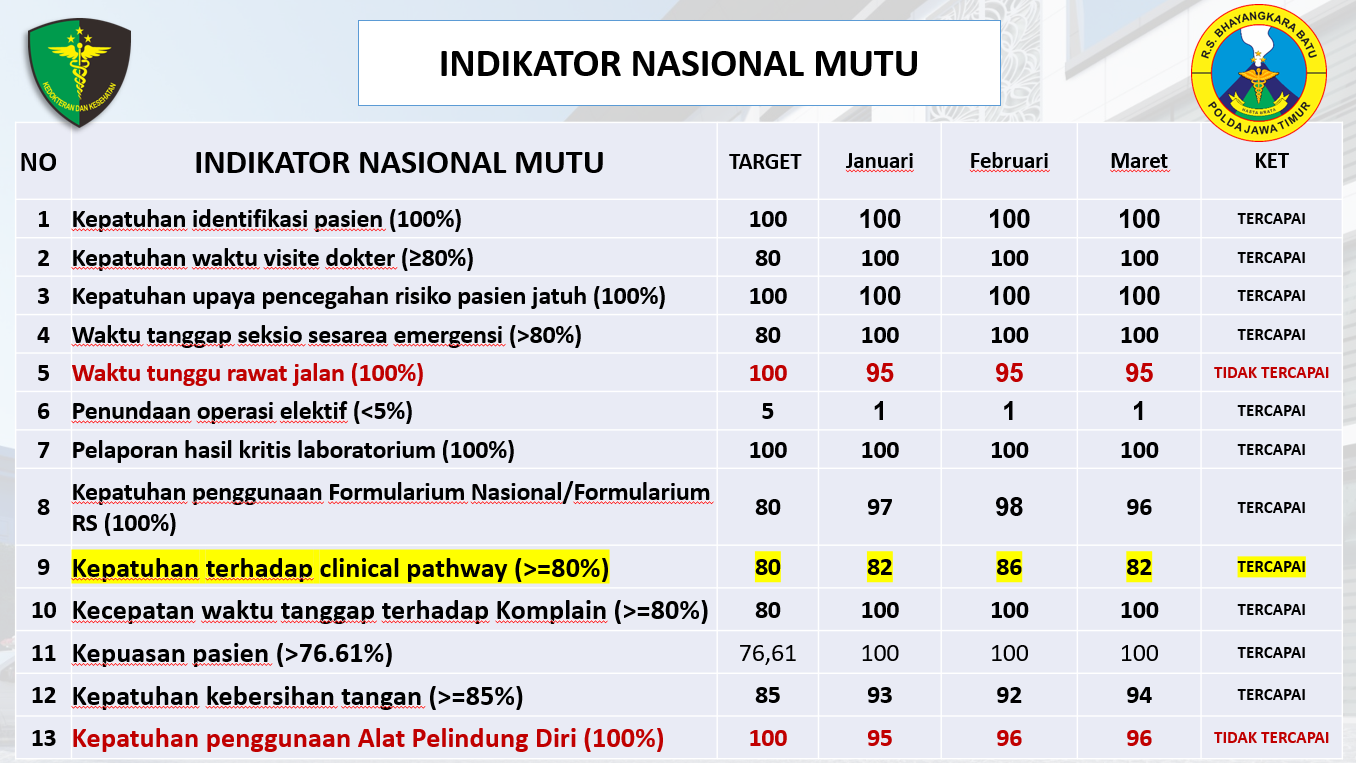 KEDOKTERAN DAN KESEHATAN
INDIKATOR NASIONAL MUTU
R.S. BHAYANGKARA BATU
HASTA BRATA
POLDA JAWA TIMUR
NO INDIKATOR NASIONAL MUTU TARGET Januari Februari Maret KET
1 Kepatuhan identifikasi pasien (100%) 100 100 100 100 TERCAPAI
2 Kepatuhan waktu visite dokter (≥80%) 80 100 100 100 TERCAPAI
3 Kepatuhan upaya pencegahan risiko pasien jatuh (100%) 100 100 100 100 TERCAPAI
4 Waktu tanggap seksio sesarea emergensi (>80%) 80 100 100 100 TERCAPAI
5 Waktu tunggu rawat jalan (100%) 100 95 95 95 TIDAK TERCAPAI
6 Penundaan operasi elektif (<5%) 5 1 1 1 TERCAPAI
7 Pelaporan hasil kritis laboratorium (100%) 100 100 100 100 TERCAPAI
8 Kepatuhan penggunaan Formularium Nasional/Formularium
RS (100%) 80 97 98 96 TERCAPAI
9 Kepatuhan terhadap clinical pathway (>=80%) 80 82 86 82 TERCAPAI
10 Kecepatan waktu tanggap terhadap Komplain (>=80%) 80 100 100 100 TERCAPAI
11 Kepuasan pasien (>76.61%) 76,61 100 100 100 TERCAPAI
12 Kepatuhan kebersihan tangan (>=85%) 85 93 92 94 TERCAPAI
13 Kepatuhan penggunaan Alat Pelindung Diri (100%) 100 95 96 96 TIDAK TERCAPAI